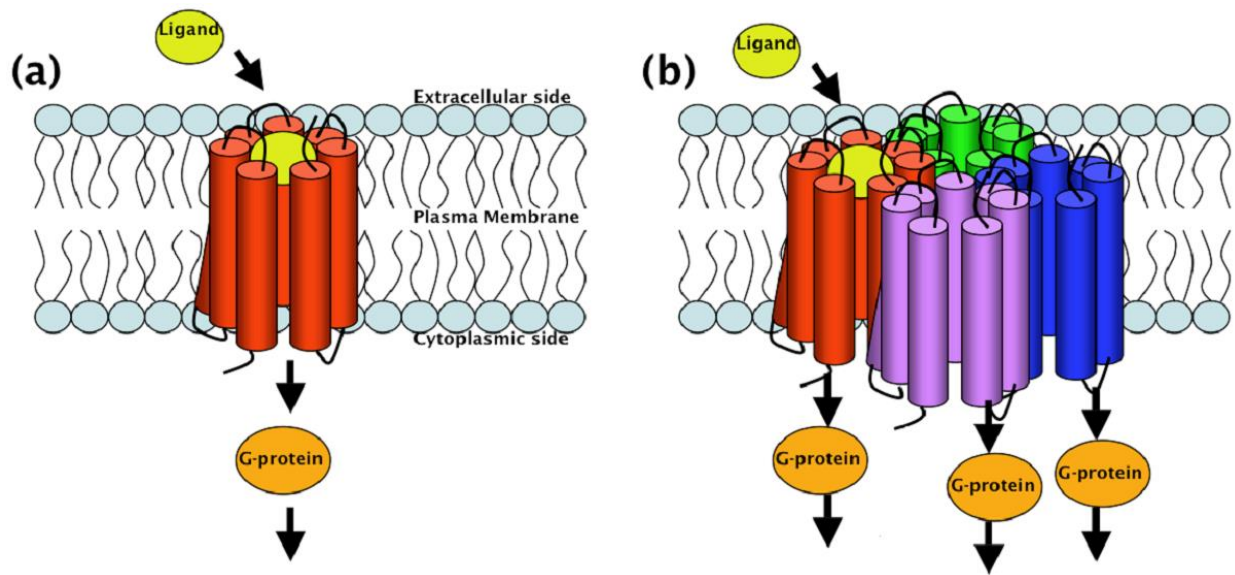 (a)
Ligand
Extracellular side
Plasma Membrane
Cytoplasmic side
G-protein
(b)
Ligand
G-protein
G-protein
G-protein